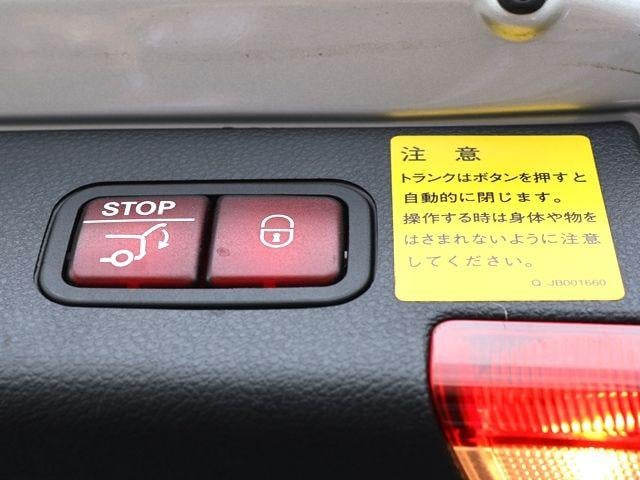 STOP
注 意
トランクはボタンを押すと
自動的に閉じます。
操作する時は身体や物を
はさまれないように注意
してください。
Q JB001660